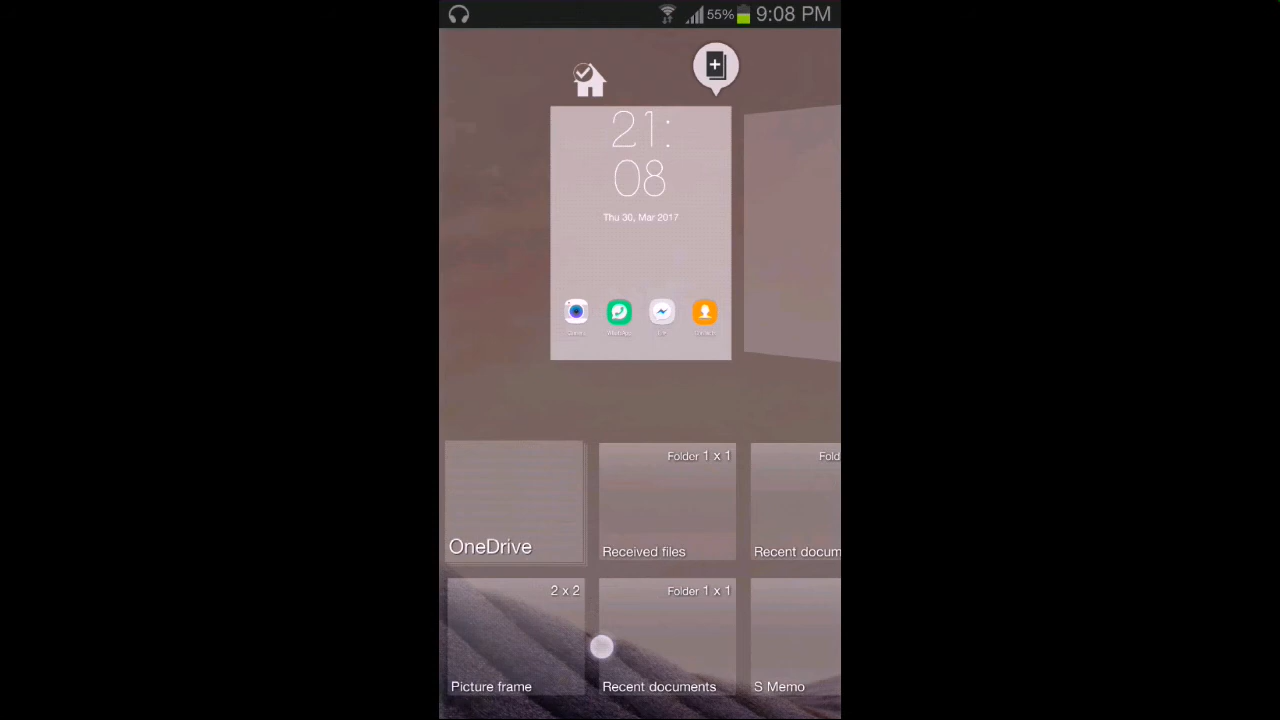 55% 9:08 PM
21:
08
Thu 30, Mar 2017
WhatsApp
Folder 1 x 1
Fold
OneDrive
Received files
Recent docum
2 x 2
Folder 1 x 1
Picture frame
Recent documents
S Memo